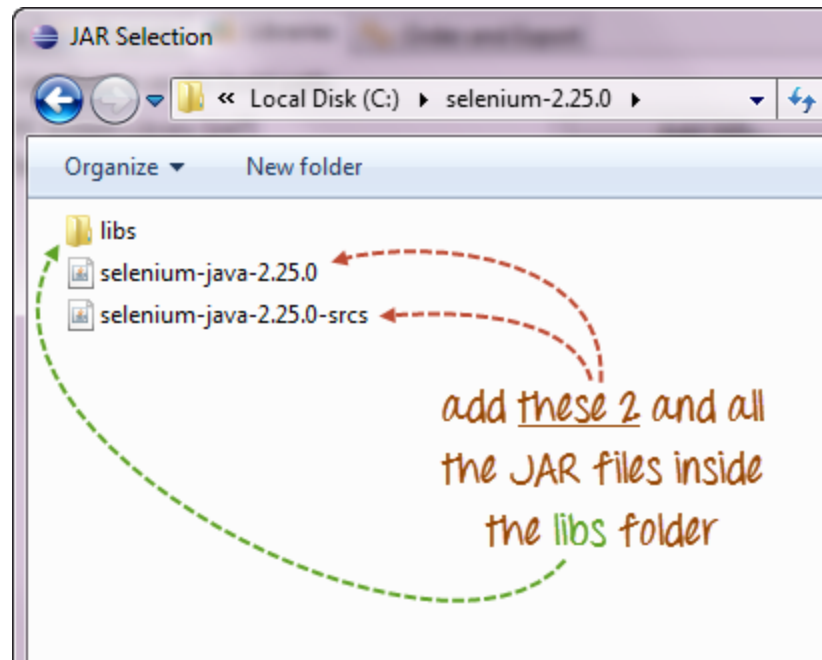 JAR Selection
« Local Disk (C:) selenium-2.25.0
Organize New folder
libs
selenium-java-2.25.0
selenium-java-2.25.0-srcs
add these 2 and all
the JAR files inside
the libs folder